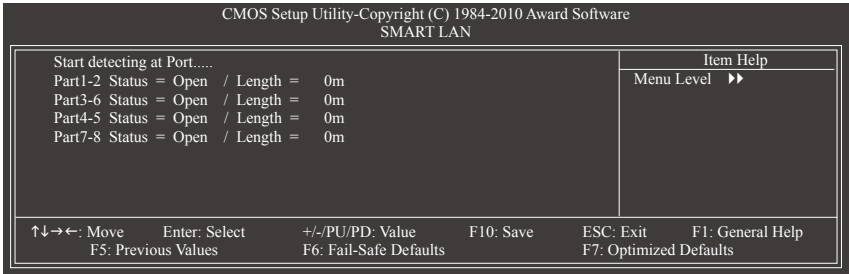 CMOS Setup Utility-Copyright (C) 1984-2010 Award Software
SMART LAN
Start detecting at Port.....
Part1-2 Status = Open / Length = 0m
Part3-6 Status = Open / Length = 0m
Part4-5 Status = Open / Length = 0m
Part7-8 Status = Open / Length = 0m
Item Help
Menu Level ▶▶
↑↓→←: Move Enter: Select +/-/PU/PD: Value F10: Save ESC: Exit F1: General Help
F5: Previous Values F6: Fail-Safe Defaults F7: Optimized Defaults